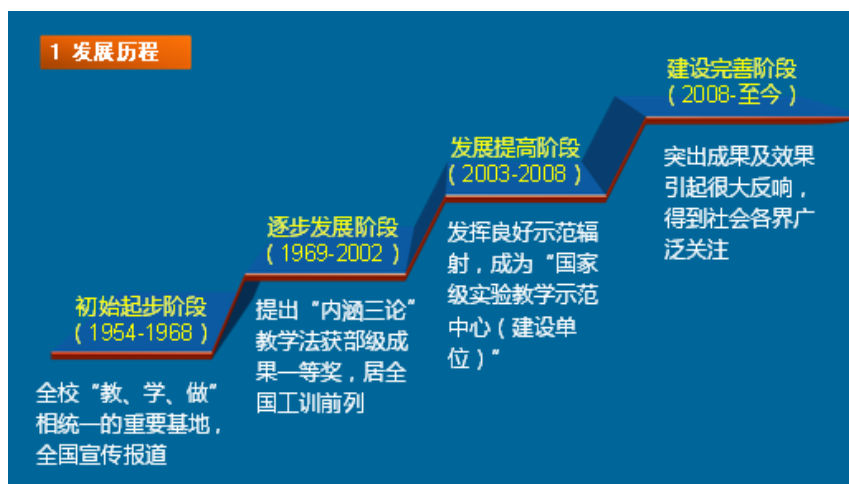 1 发展历程
初始起步阶段
(1954-1968)
全校“教、学、做”
相统一的重要基地，
全国宣传报道
逐步发展阶段
(1969-2002)
提出“内涵三论”
教学法获部级成
果一等奖，居全
国工训前列
发展提高阶段
(2003-2008)
发挥良好示范辐
射，成为“国家
级实验教学示范
中心(建设单
位)”
建设完善阶段
(2008-至今)
突出成果及效果
引起很大反响，
得到社会各界广
泛关注